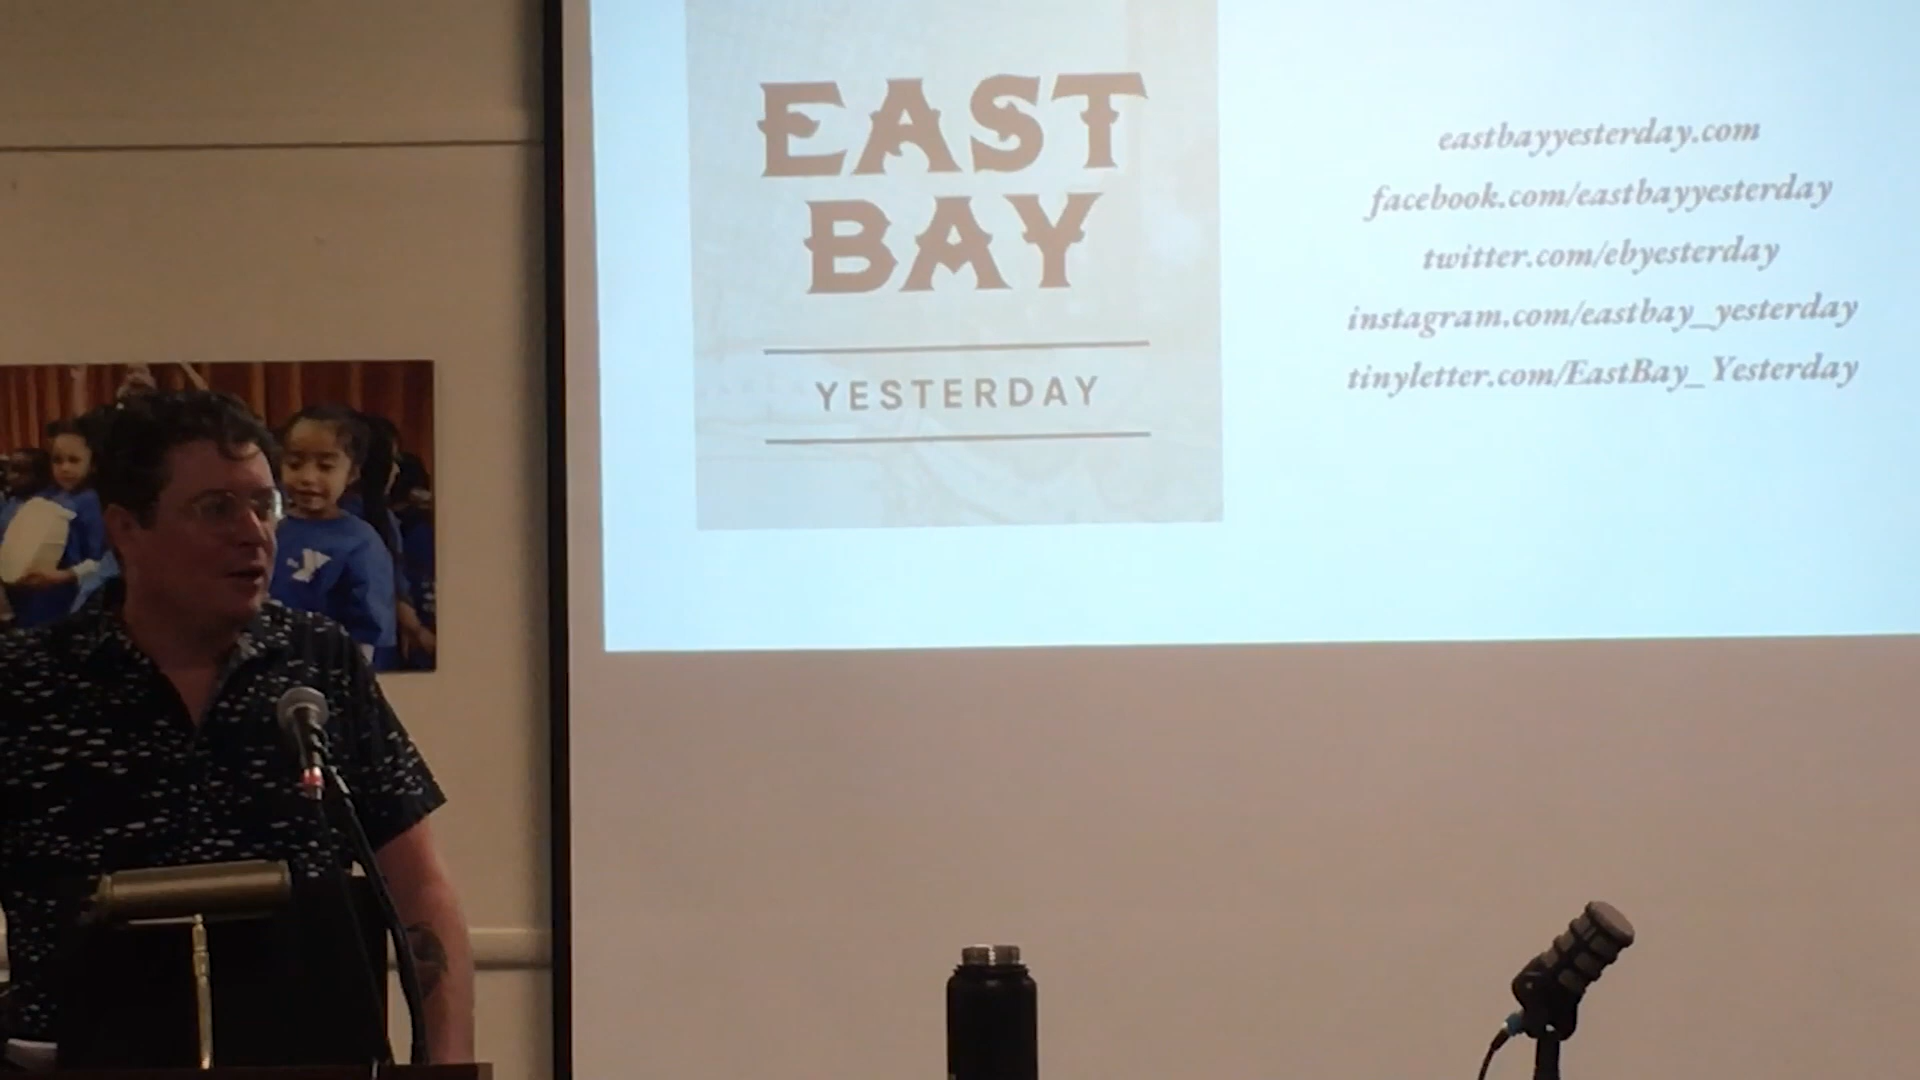 EAST
BAY
YESTERDAY
eastbayyesterday.com
facebook.com/eastbayyesterday
twitter.com/ebyesterday
instagram.com/eastbay_yesterday
tinyletter.com/EastBay_Yesterday